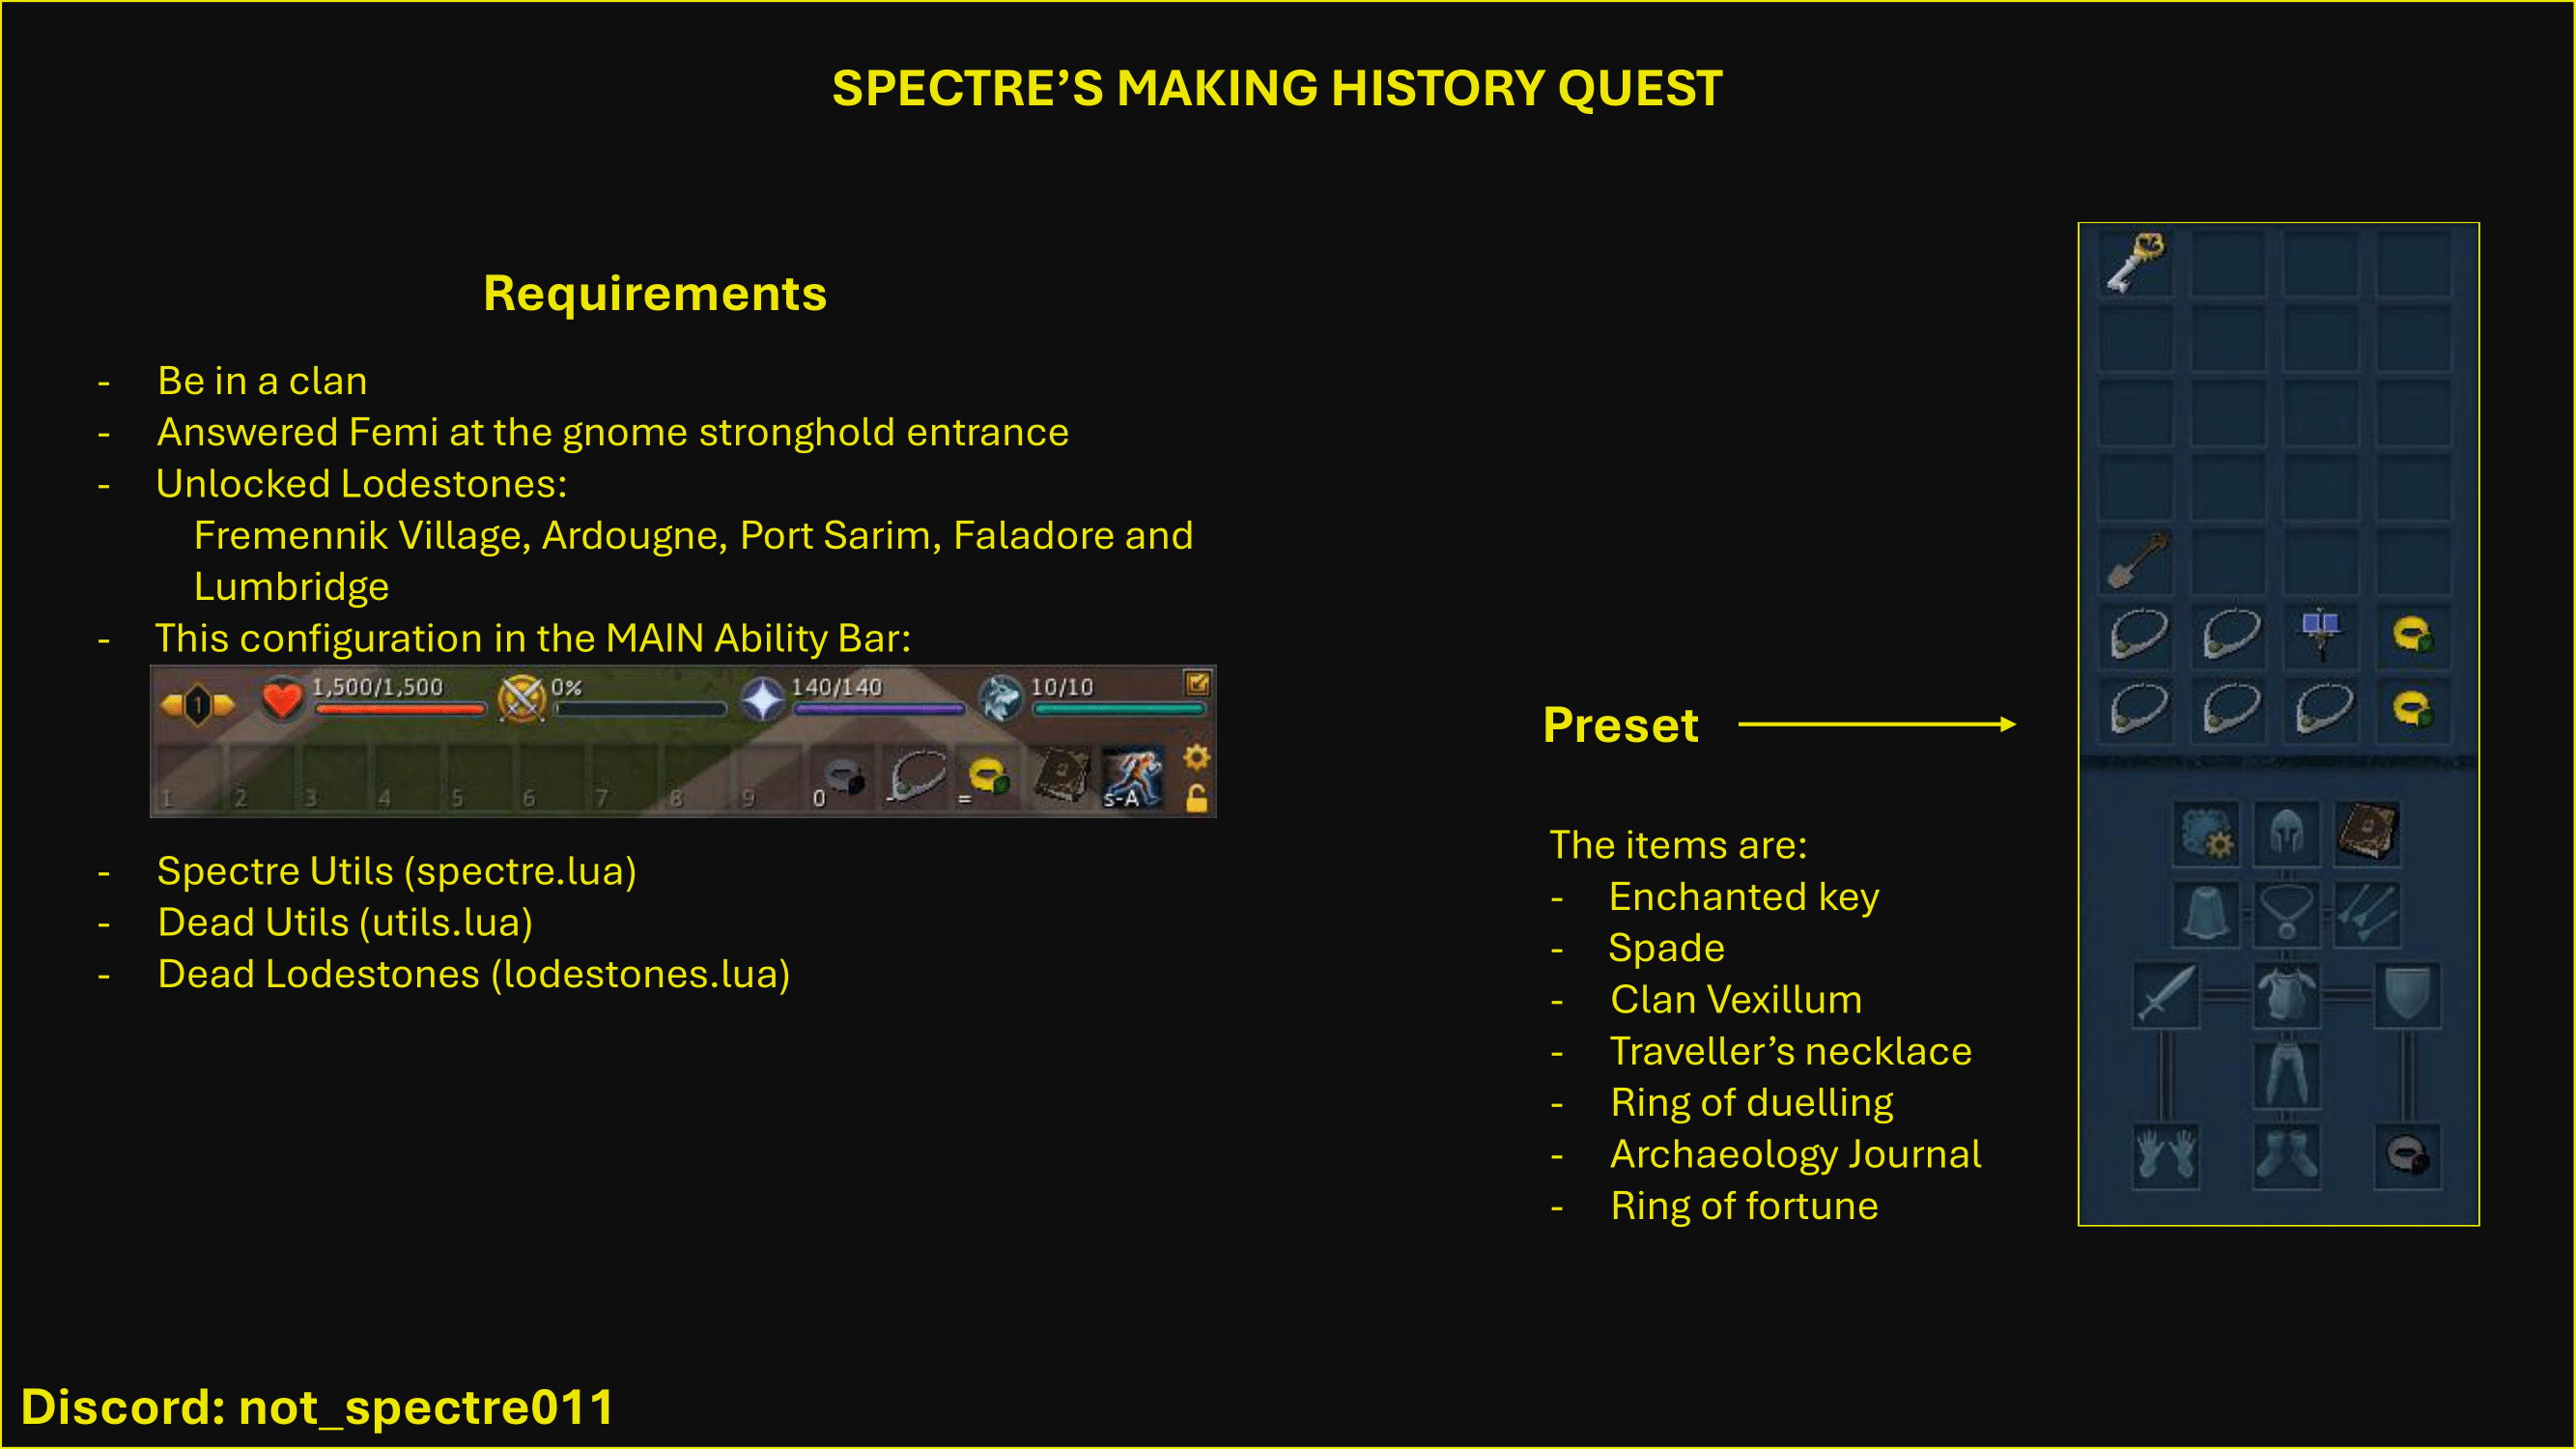 SPECTRE’S MAKING HISTORY QUEST
Requirements
- Be in a clan
- Answered Femi at the gnome stronghold entrance
- Unlocked Lodestones:
Fremennik Village, Ardougne, Port Sarim, Faladore and
Lumbridge
- This configuration in the MAIN Ability Bar:
1 1,500/1,500 0% 140/140 10/10
1 2 3 4 5 6 7 8 9 0 - = s-A
- Spectre Utils (spectre.lua)
- Dead Utils (utils.lua)
- Dead Lodestones (lodestones.lua)
Preset
The items are:
- Enchanted key
- Spade
- Clan Vexillum
- Traveller’s necklace
- Ring of duelling
- Archaeology Journal
- Ring of fortune
Discord: not_spectre011